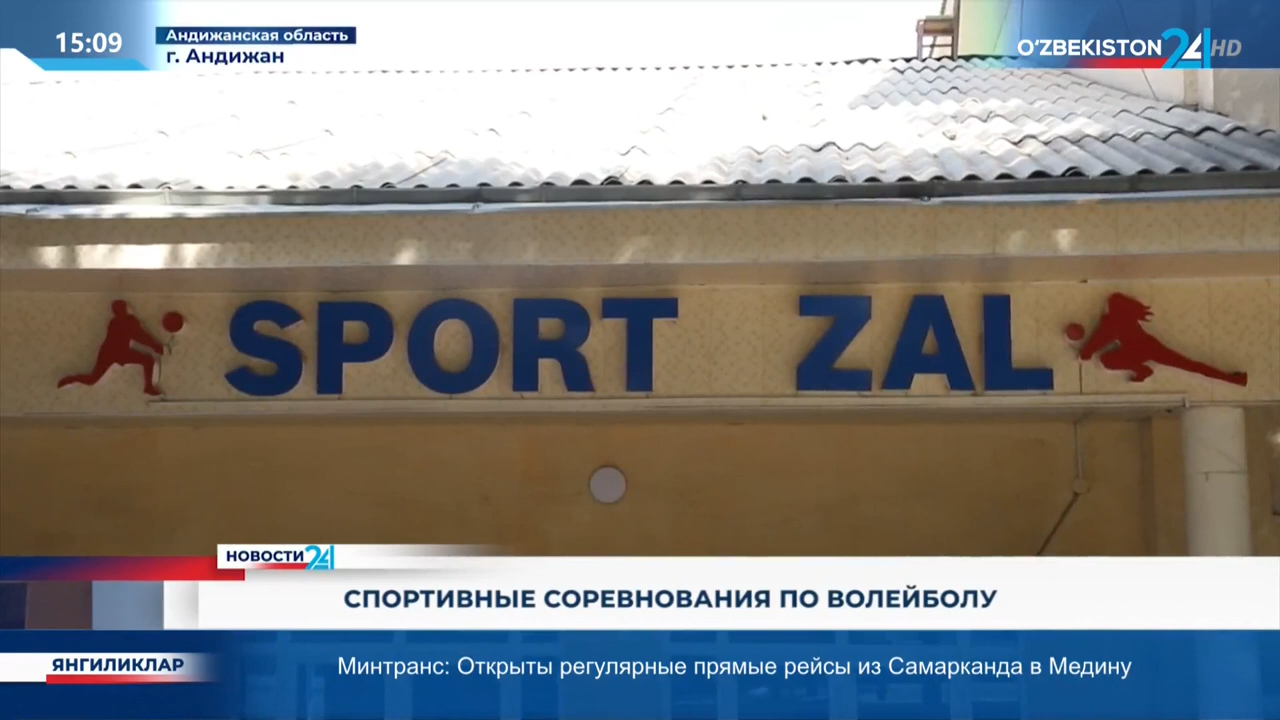 15:09
Андижанская область
г. Андижан
O‘ZBEKISTON 24 HD
SPORT ZAL
НОВОСТИ 24
СПОРТИВНЫЕ СОРЕВНОВАНИЯ ПО ВОЛЕЙБОЛУ
ЯНГИЛИКЛАР
Минтранс: Открыты регулярные прямые рейсы из Самарканда в Медину